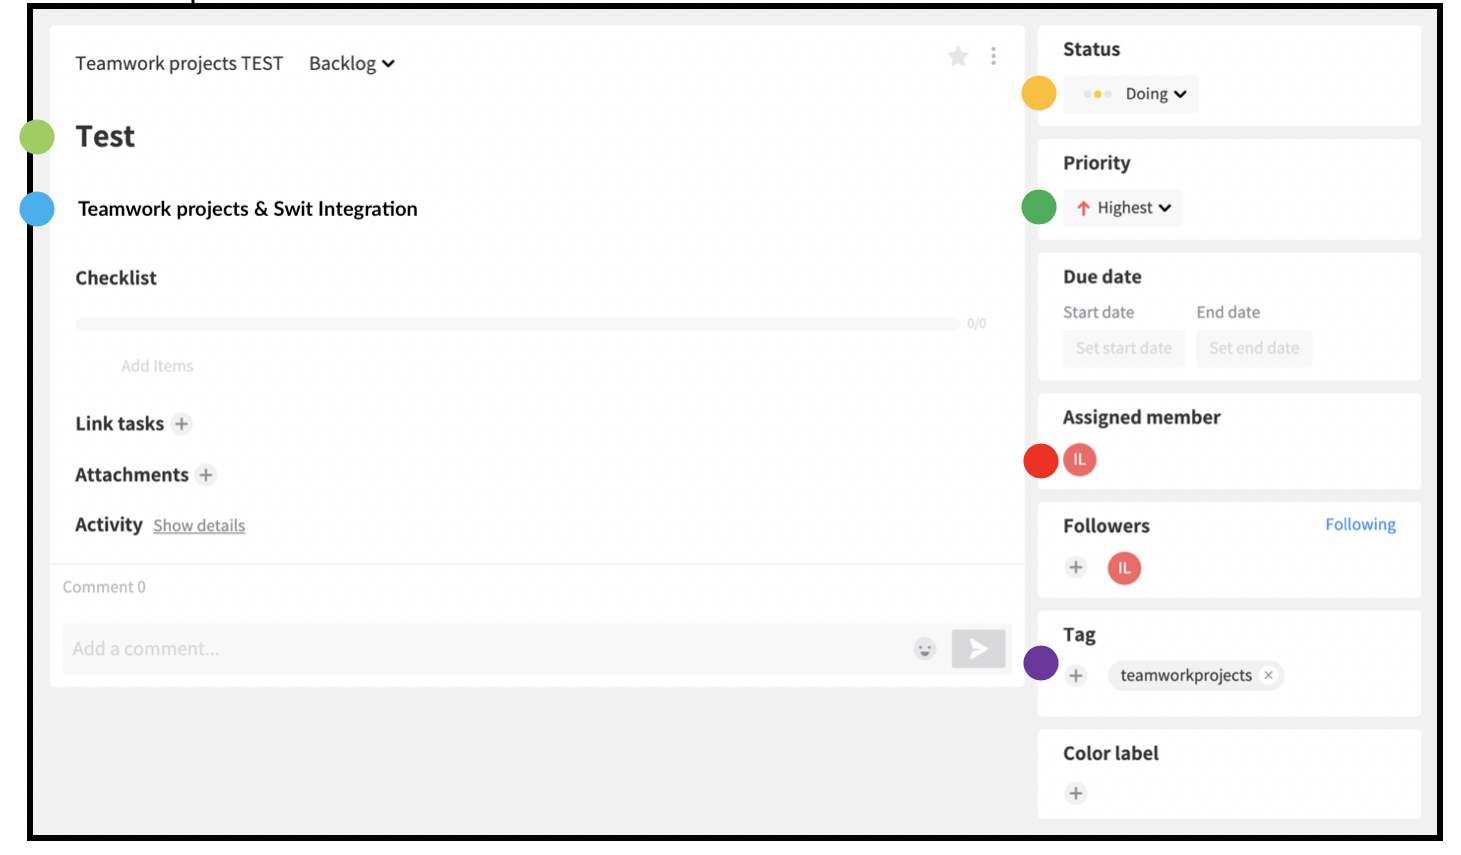 Teamwork projects TEST Backlog
Test
Teamwork projects & Swit Integration
Checklist
0/0
Add Items
Link tasks
Attachments
Activity Show details
Comment 0
Add a comment...
Status
Doing
Priority
Highest
Due date
Start date End date
Set start date Set end date
Assigned member
IL
Followers Following
IL
Tag
teamworkprojects
Color label